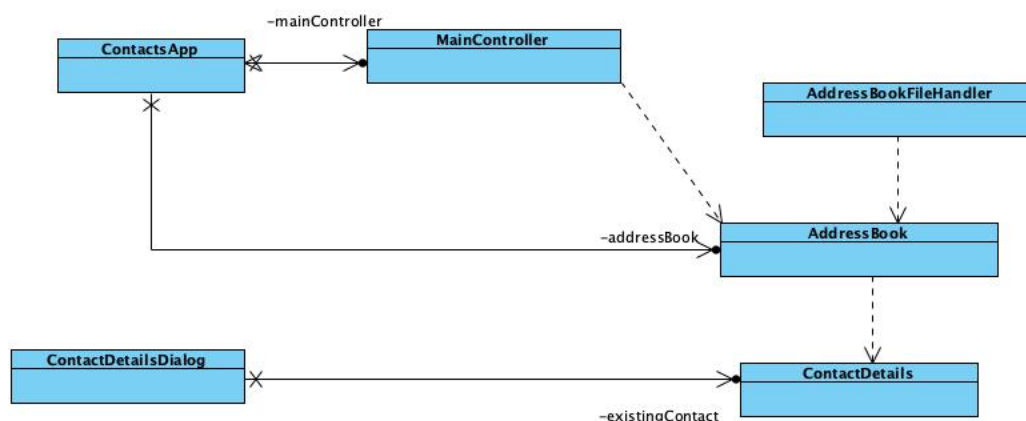 -mainController
ContactsApp
MainController
AddressBookFileHandler
-addressBook
AddressBook
ContactDetailsDialog
ContactDetails
-existingContact